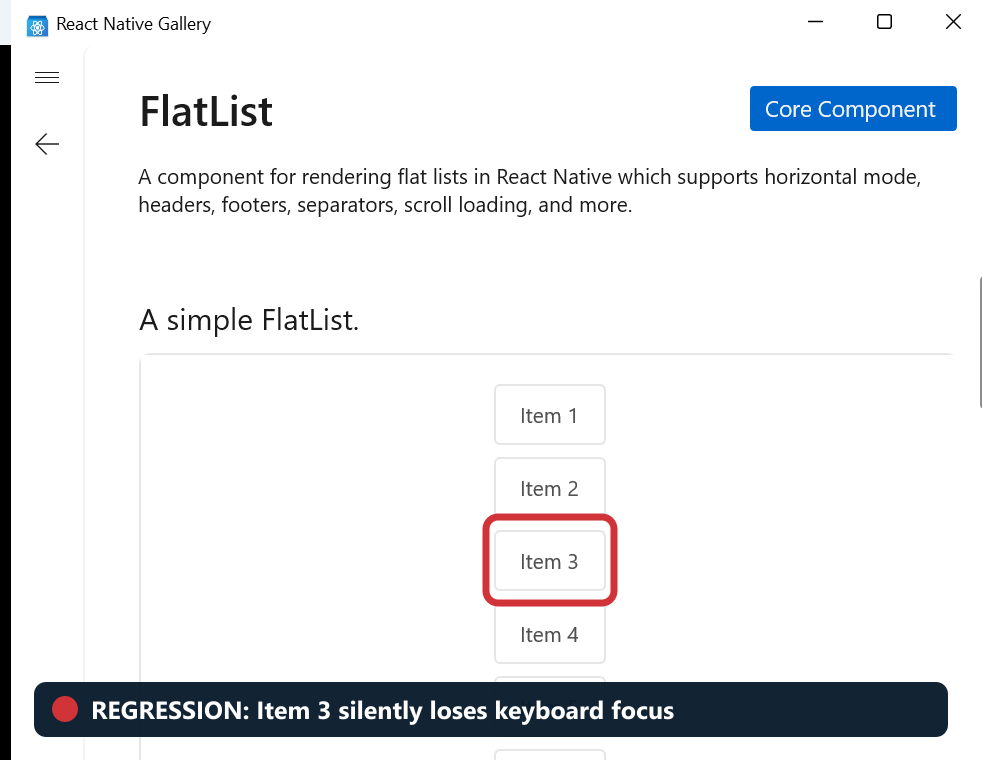 React Native Gallery
FlatList
Core Component
A component for rendering flat lists in React Native which supports horizontal mode,
headers, footers, separators, scroll loading, and more.
A simple FlatList.
Item 1
Item 2
Item 3
Item 4
REGRESSION: Item 3 silently loses keyboard focus